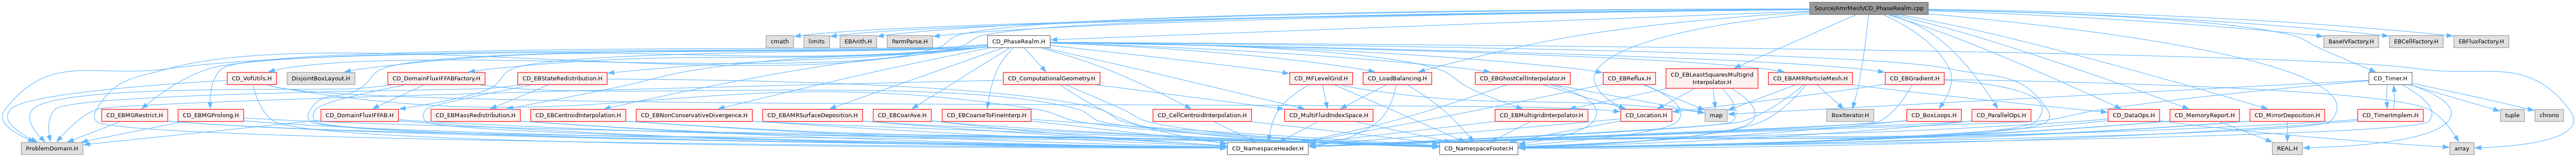 Source/AmrMesh/CD_PhaseRealm.cpp
cmath
limits
EBArith.H
ParmParse.H
CD_PhaseRealm.H
BaseIVFactory.H
EBCellFactory.H
EBFluxFactory.H
CD_VofUtils.H
DisjointBoxLayout.H
CD_DomainFluxIFFABFactory.H
CD_EBStateRedistribution.H
CD_ComputationalGeometry.H
CD_MFLevelGrid.H
CD_LoadBalancing.H
CD_EBGhostCellInterpolator.H
CD_EBReflux.H
CD_EBLeastSquaresMultigrid
Interpolator.H
CD_EBAMRParticleMesh.H
CD_EBGradient.H
CD_Timer.H
CD_EBMGRestrict.H
CD_EBMGProlong.H
CD_DomainFluxIFFAB.H
CD_EBMassRedistribution.H
CD_EBCentroidInterpolation.H
CD_EBNonConservativeDivergence.H
CD_EBAMRSurfaceDeposition.H
CD_EBCoarAve.H
CD_EBCoarseToFineInterp.H
CD_CellCentroidInterpolation.H
CD_MultiFluidIndexSpace.H
CD_EBMultigridInterpolator.H
CD_Location.H
map
BoxIterator.H
CD_BoxLoops.H
CD_ParallelOps.H
CD_DataOps.H
CD_MemoryReport.H
CD_MirrorDeposition.H
CD_TimerImplem.H
tuple
chrono
ProblemDomain.H
CD_NamespaceHeader.H
CD_NamespaceFooter.H
REAL.H
array